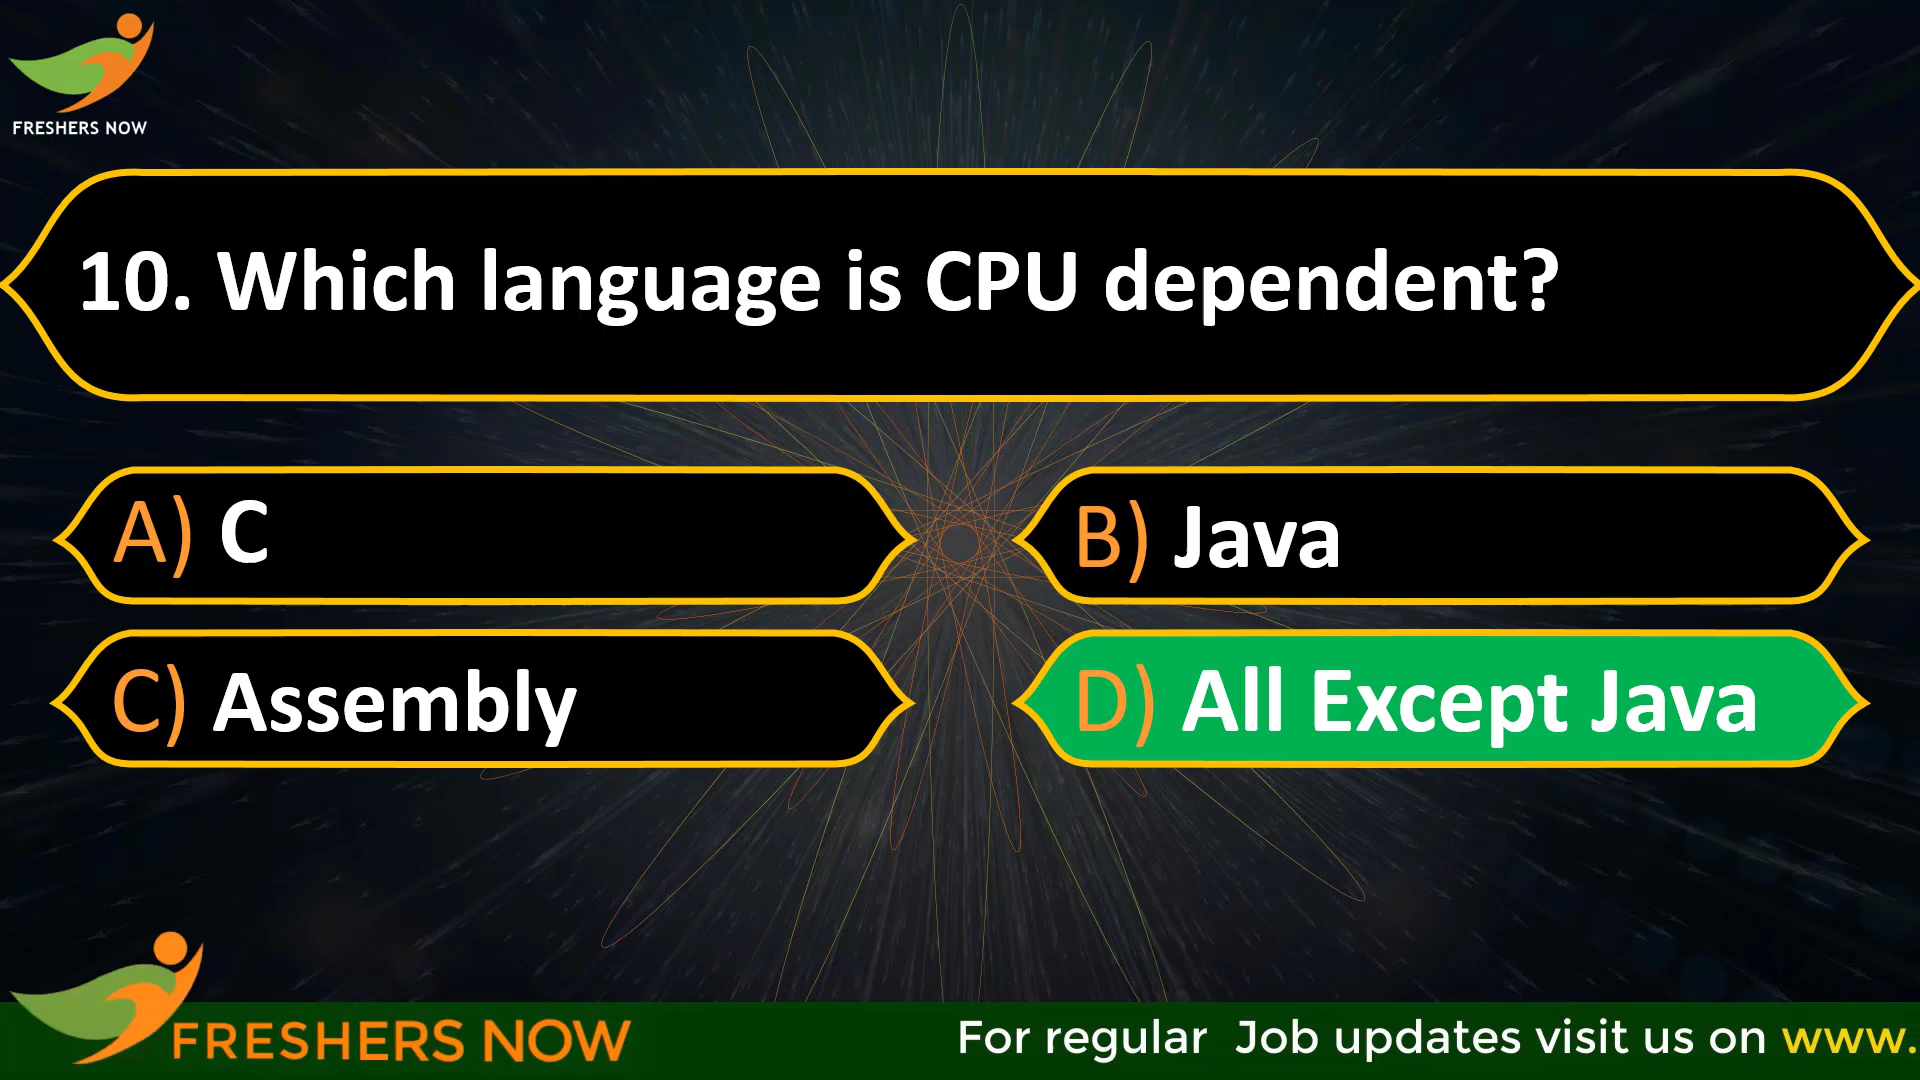 FRESHERS NOW
10. Which language is CPU dependent?
A) C
B) Java
C) Assembly
D) All Except Java
FRESHERS NOW
For regular Job updates visit us on www.